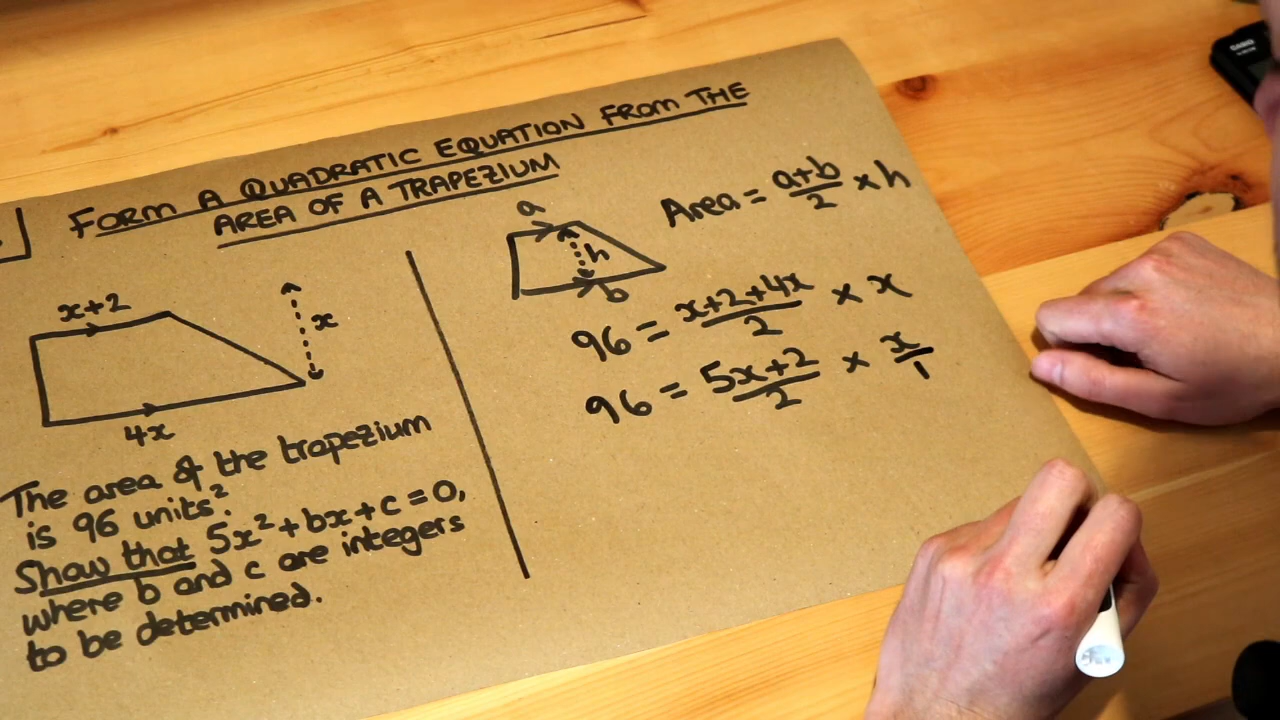 FORM A QUADRATIC EQUATION FROM THE
AREA OF A TRAPEZIUM
x+2
x
4x
The area of the trapezium
is 96 units².
Show that 5x²+bx+c=0,
where b and c are integers
to be determined.
a
h
b
Area = a+b/2 × h
96 = x+2+4x/2 × x
96 = 5x+2/2 × x/1
CASIO